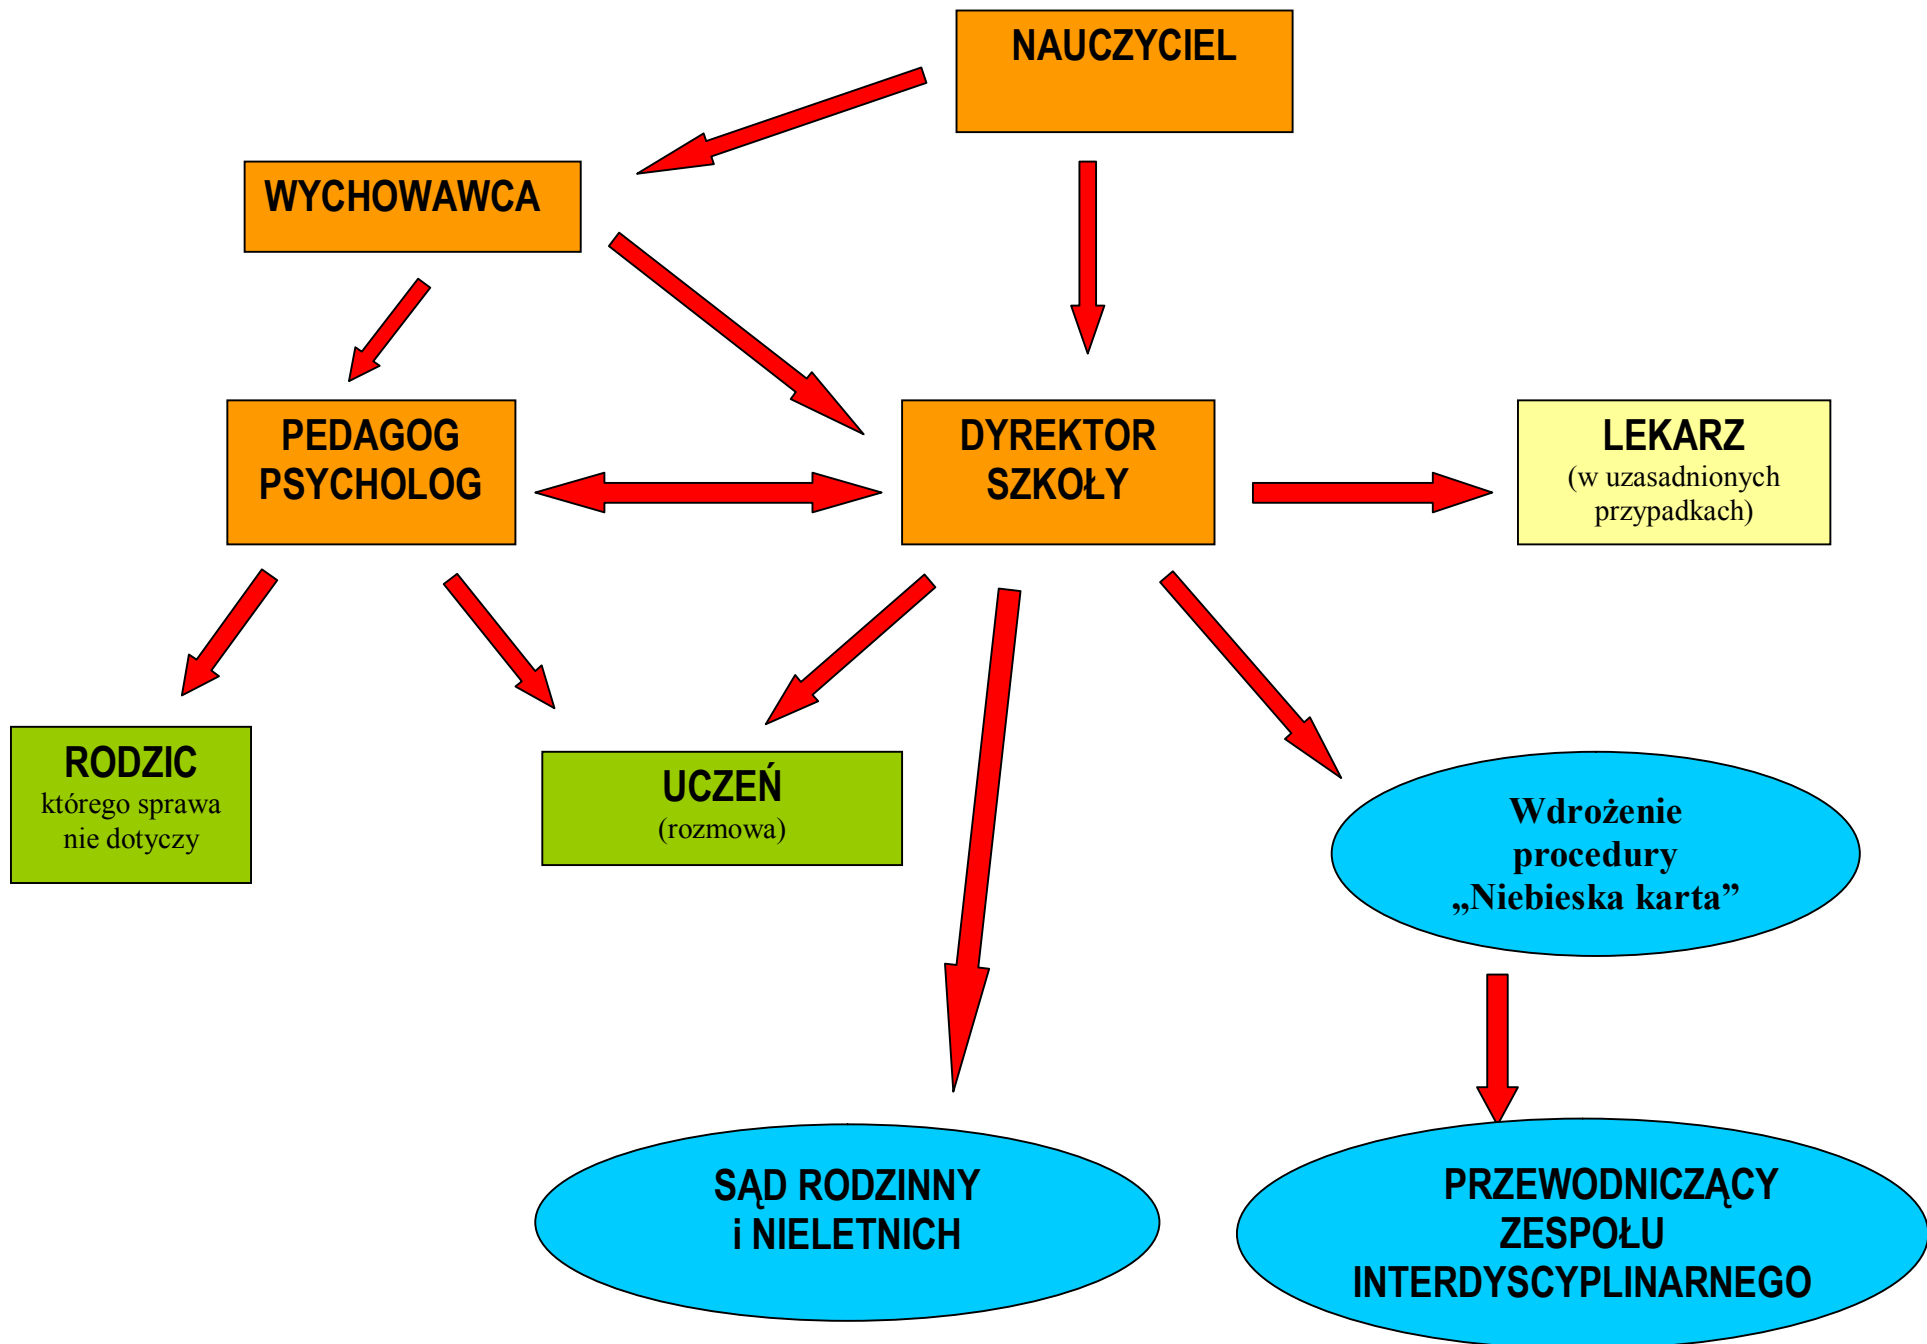 NAUCZYCIEL
WYCHOWAWCA
PEDAGOG
PSYCHOLOG
DYREKTOR
SZKOŁY
LEKARZ
(w uzasadnionych
przypadkach)
RODZIC
którego sprawa
nie dotyczy
UCZEŃ
(rozmowa)
Wdrożenie
procedury
„Niebieska karta”
SĄD RODZINNY
i NIELETNICH
PRZEWODNICZĄCY
ZESPOŁU
INTERDYSCYPLINARNEGO